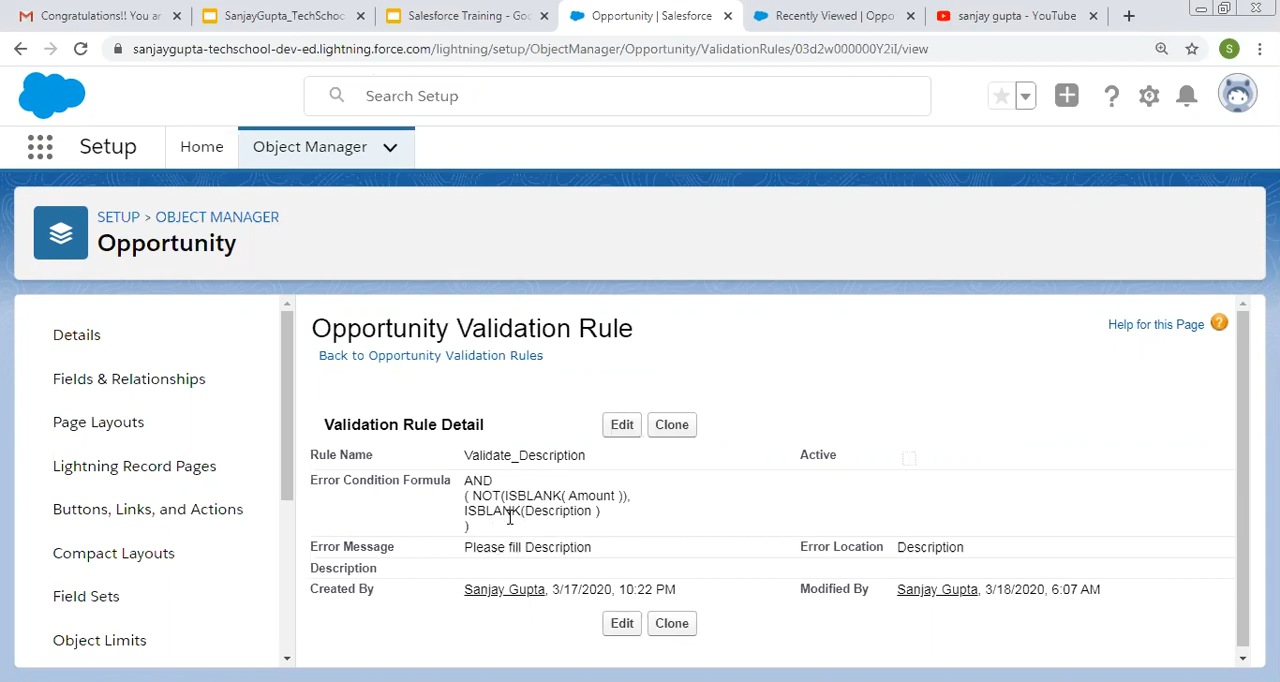 Congratulations!! You ar
SanjayGupta_TechSchoo
Salesforce Training - Goo
Opportunity | Salesforce
Recently Viewed | Oppo
sanjay gupta - YouTube
sanjaygupta-techschool-dev-ed.lightning.force.com/lightning/setup/ObjectManager/Opportunity/ValidationRules/03d2w000000Y2iI/view
S
Search Setup
Setup
Home
Object Manager
SETUP > OBJECT MANAGER
Opportunity
Details
Fields & Relationships
Page Layouts
Lightning Record Pages
Buttons, Links, and Actions
Compact Layouts
Field Sets
Object Limits
Opportunity Validation Rule
Help for this Page
Back to Opportunity Validation Rules
Validation Rule Detail
Edit
Clone
Rule Name
Validate_Description
Active
Error Condition Formula
AND
( NOT(ISBLANK( Amount )),
ISBLANK(Description )
)
Error Message
Please fill Description
Error Location
Description
Description
Created By
Sanjay Gupta, 3/17/2020, 10:22 PM
Modified By
Sanjay Gupta, 3/18/2020, 6:07 AM
Edit
Clone